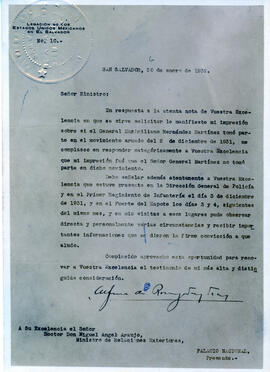 LEGACION DE LOS
ESTADOS UNIDOS MEXICANOS
EN EL SALVADOR
No. 10.
SAN SALVADOR, 20 de enero de 1932.
Señor Ministro:
En respuesta a la atenta nota de Vuestra Excelencia en que se sirve solicitar le manifieste mi impresión
sobre si el General Maximiliano Hernández Martínez tomó parte en el movimiento armado del 2 de diciembre de 1931, me
complazco en responder categóricamente a Vuestra Excelencia
que mi impresión fué que el Señor General Martínez no tomó
parte en dicho movimiento.
Debo señalar además atentamente a Vuestra Excelencia
que estuve presente en la Dirección General de Policía
y en el Primer Regimiento de Infantería el día 3 de diciembre de 1931, y en el Fuerte del Zapote los días 3 y 4, siguientes
del mismo mes, y en mis visitas a esos lugares pude observar
directa y personalmente varias circunstancias y recibir importantes informaciones que me dieron la firme convicción a que
aludo.
Complacido aprovecho esta oportunidad para renovar a Vuestra Excelencia el testimonio de mi más alta y distinguida consideración.
A Su Excelencia el Señor
Doctor Don Miguel Angel Araujo,
Ministro de Relaciones Exteriores,
PALACIO NACIONAL.
Presente.-